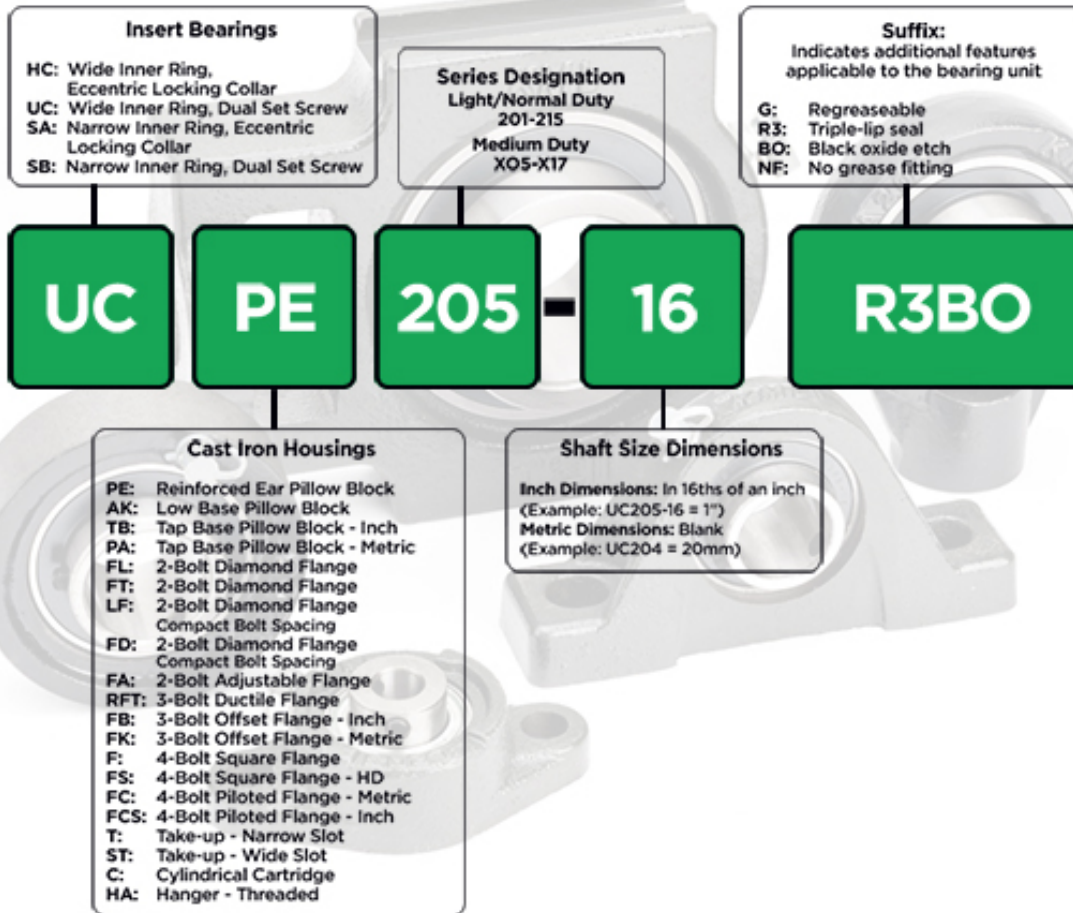 Insert Bearings
HC: Wide Inner Ring,
Eccentric Locking Collar
UC: Wide Inner Ring, Dual Set Screw
SA: Narrow Inner Ring, Eccentric
Locking Collar
SB: Narrow Inner Ring, Dual Set Screw
Series Designation
Light/Normal Duty
201-215
Medium Duty
XO5-X17
Suffix:
Indicates additional features
applicable to the bearing unit
G: Regreaseable
R3: Triple-lip seal
BO: Black oxide etch
NF: No grease fitting
UC PE 205 - 16 R3BO
Cast Iron Housings
PE: Reinforced Ear Pillow Block
AK: Low Base Pillow Block
TB: Tap Base Pillow Block - Inch
PA: Tap Base Pillow Block - Metric
FL: 2-Bolt Diamond Flange
FT: 2-Bolt Diamond Flange
LF: 2-Bolt Diamond Flange
Compact Bolt Spacing
FD: 2-Bolt Diamond Flange
Compact Bolt Spacing
FA: 2-Bolt Adjustable Flange
RFT: 3-Bolt Ductile Flange
FB: 3-Bolt Offset Flange - Inch
FK: 3-Bolt Offset Flange - Metric
F: 4-Bolt Square Flange
FS: 4-Bolt Square Flange - HD
FC: 4-Bolt Piloted Flange - Metric
FCS: 4-Bolt Piloted Flange - Inch
T: Take-up - Narrow Slot
ST: Take-up - Wide Slot
C: Cylindrical Cartridge
HA: Hanger - Threaded
Shaft Size Dimensions
Inch Dimensions: In 16ths of an inch
(Example: UC205-16 = 1")
Metric Dimensions: Blank
(Example: UC204 = 20mm)